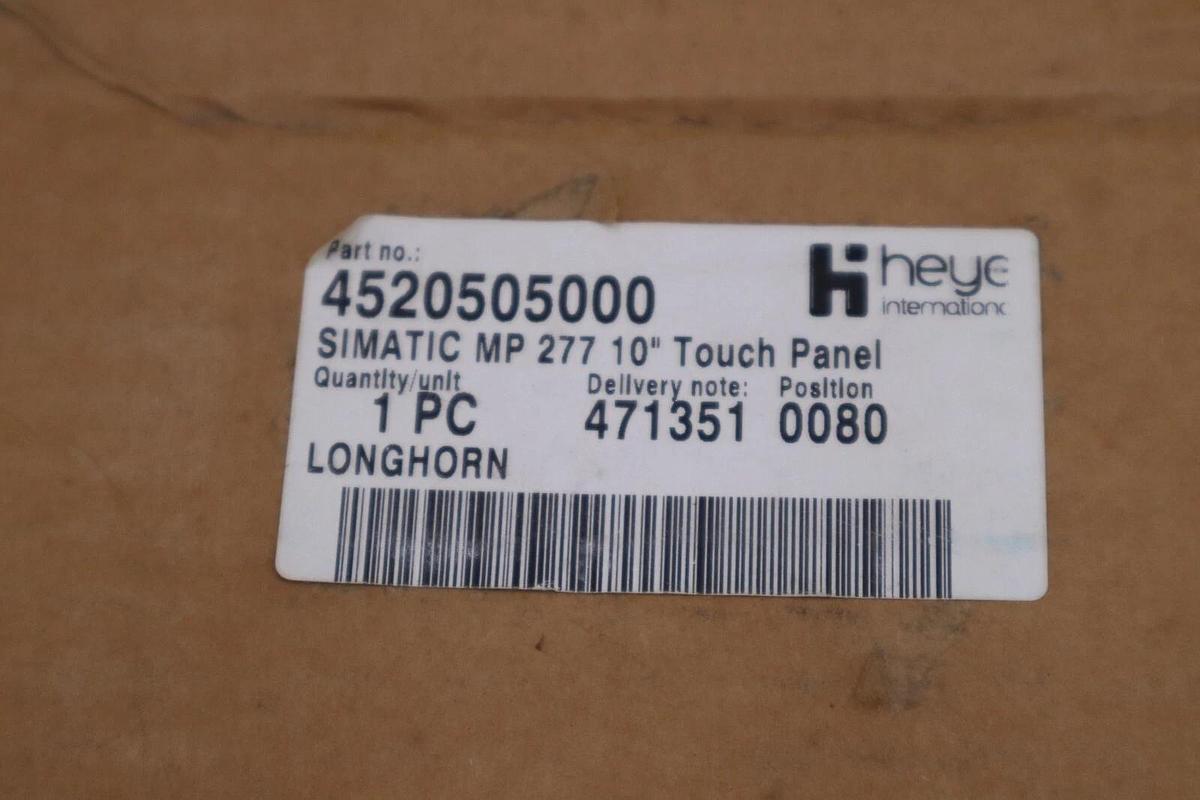 Part no.:
4520505000
heye
internationa
SIMATIC MP 277 10" Touch Panel
Quantity/unit Delivery note: Position
1 PC 471351 0080
LONGHORN